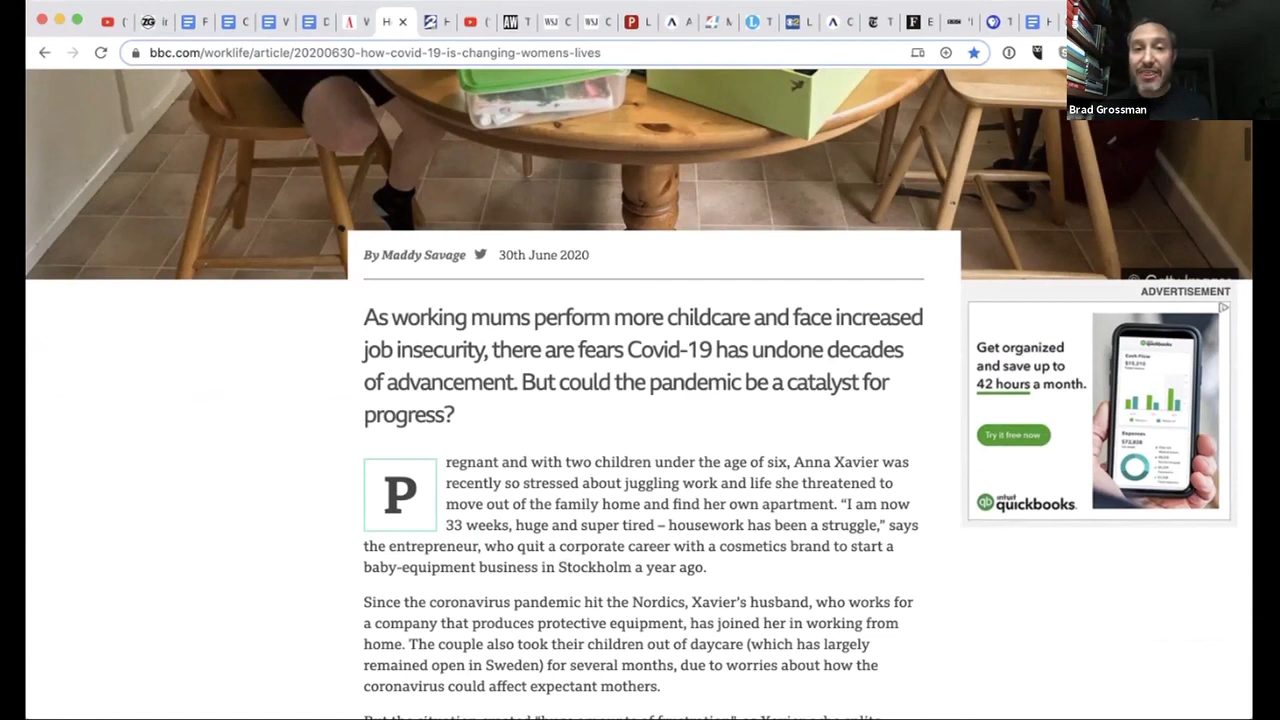 bbc.com/worklife/article/20200630-how-covid-19-is-changing-womens-lives
Brad Grossman
By Maddy Savage 30th June 2020
ADVERTISEMENT
As working mums perform more childcare and face increased
job insecurity, there are fears Covid-19 has undone decades
of advancement. But could the pandemic be a catalyst for
progress?
Get organized
and save up to
42 hours a month.
Try it free now
intuit
quickbooks.
quickbooks
Cash Flow
Expenses
Pregnant and with two children under the age of six, Anna Xavier was
recently so stressed about juggling work and life she threatened to
move out of the family home and find her own apartment. “I am now
33 weeks, huge and super tired – housework has been a struggle,” says
the entrepreneur, who quit a corporate career with a cosmetics brand to start a
baby-equipment business in Stockholm a year ago.
Since the coronavirus pandemic hit the Nordics, Xavier’s husband, who works for
a company that produces protective equipment, has joined her in working from
home. The couple also took their children out of daycare (which has largely
remained open in Sweden) for several months, due to worries about how the
coronavirus could affect expectant mothers.